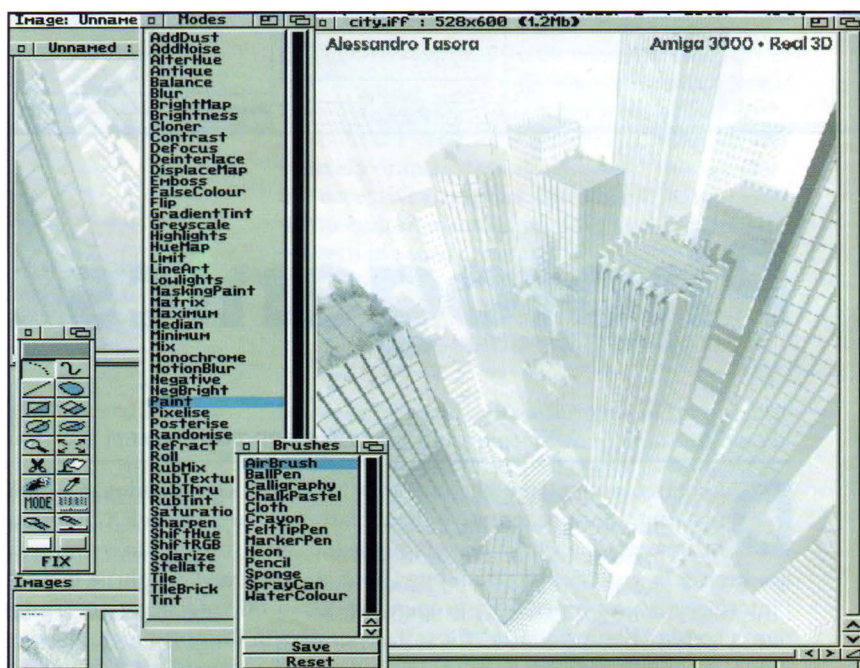 Image: Unname
Modes
city.iff : 528x600 (1.2Mb)
Unnamed :
Alessandro Tasora
Amiga 3000 • Real 3D
AddDust
AddNoise
AlterHue
Antique
Balance
Blur
BrightMap
Brightness
Cloner
Contrast
Defocus
Deinterlace
DisplaceMap
Emboss
FalseColour
Flip
GradientTint
Greyscale
Highlights
HueMap
Limit
LineArt
Lowlights
MaskingPaint
Matrix
Maximum
Median
Minimum
Mix
Monochrome
MotionBlur
Negative
NegBright
Paint
Pixelise
Posterise
Randomise
Refract
Roll
RubMix
RubTextu
RubThru
RubTint
Saturatio
Sharpen
ShiftHue
ShiftRGB
Solarize
Stellate
Tile
TileBrick
Tint
Brushes
AirBrush
BallPen
Calligraphy
ChalkPastel
Cloth
Crayon
FeltTipPen
MarkerPen
Neon
Pencil
Sponge
SprayCan
WaterColour
Save
Reset
MODE
FIX
Images